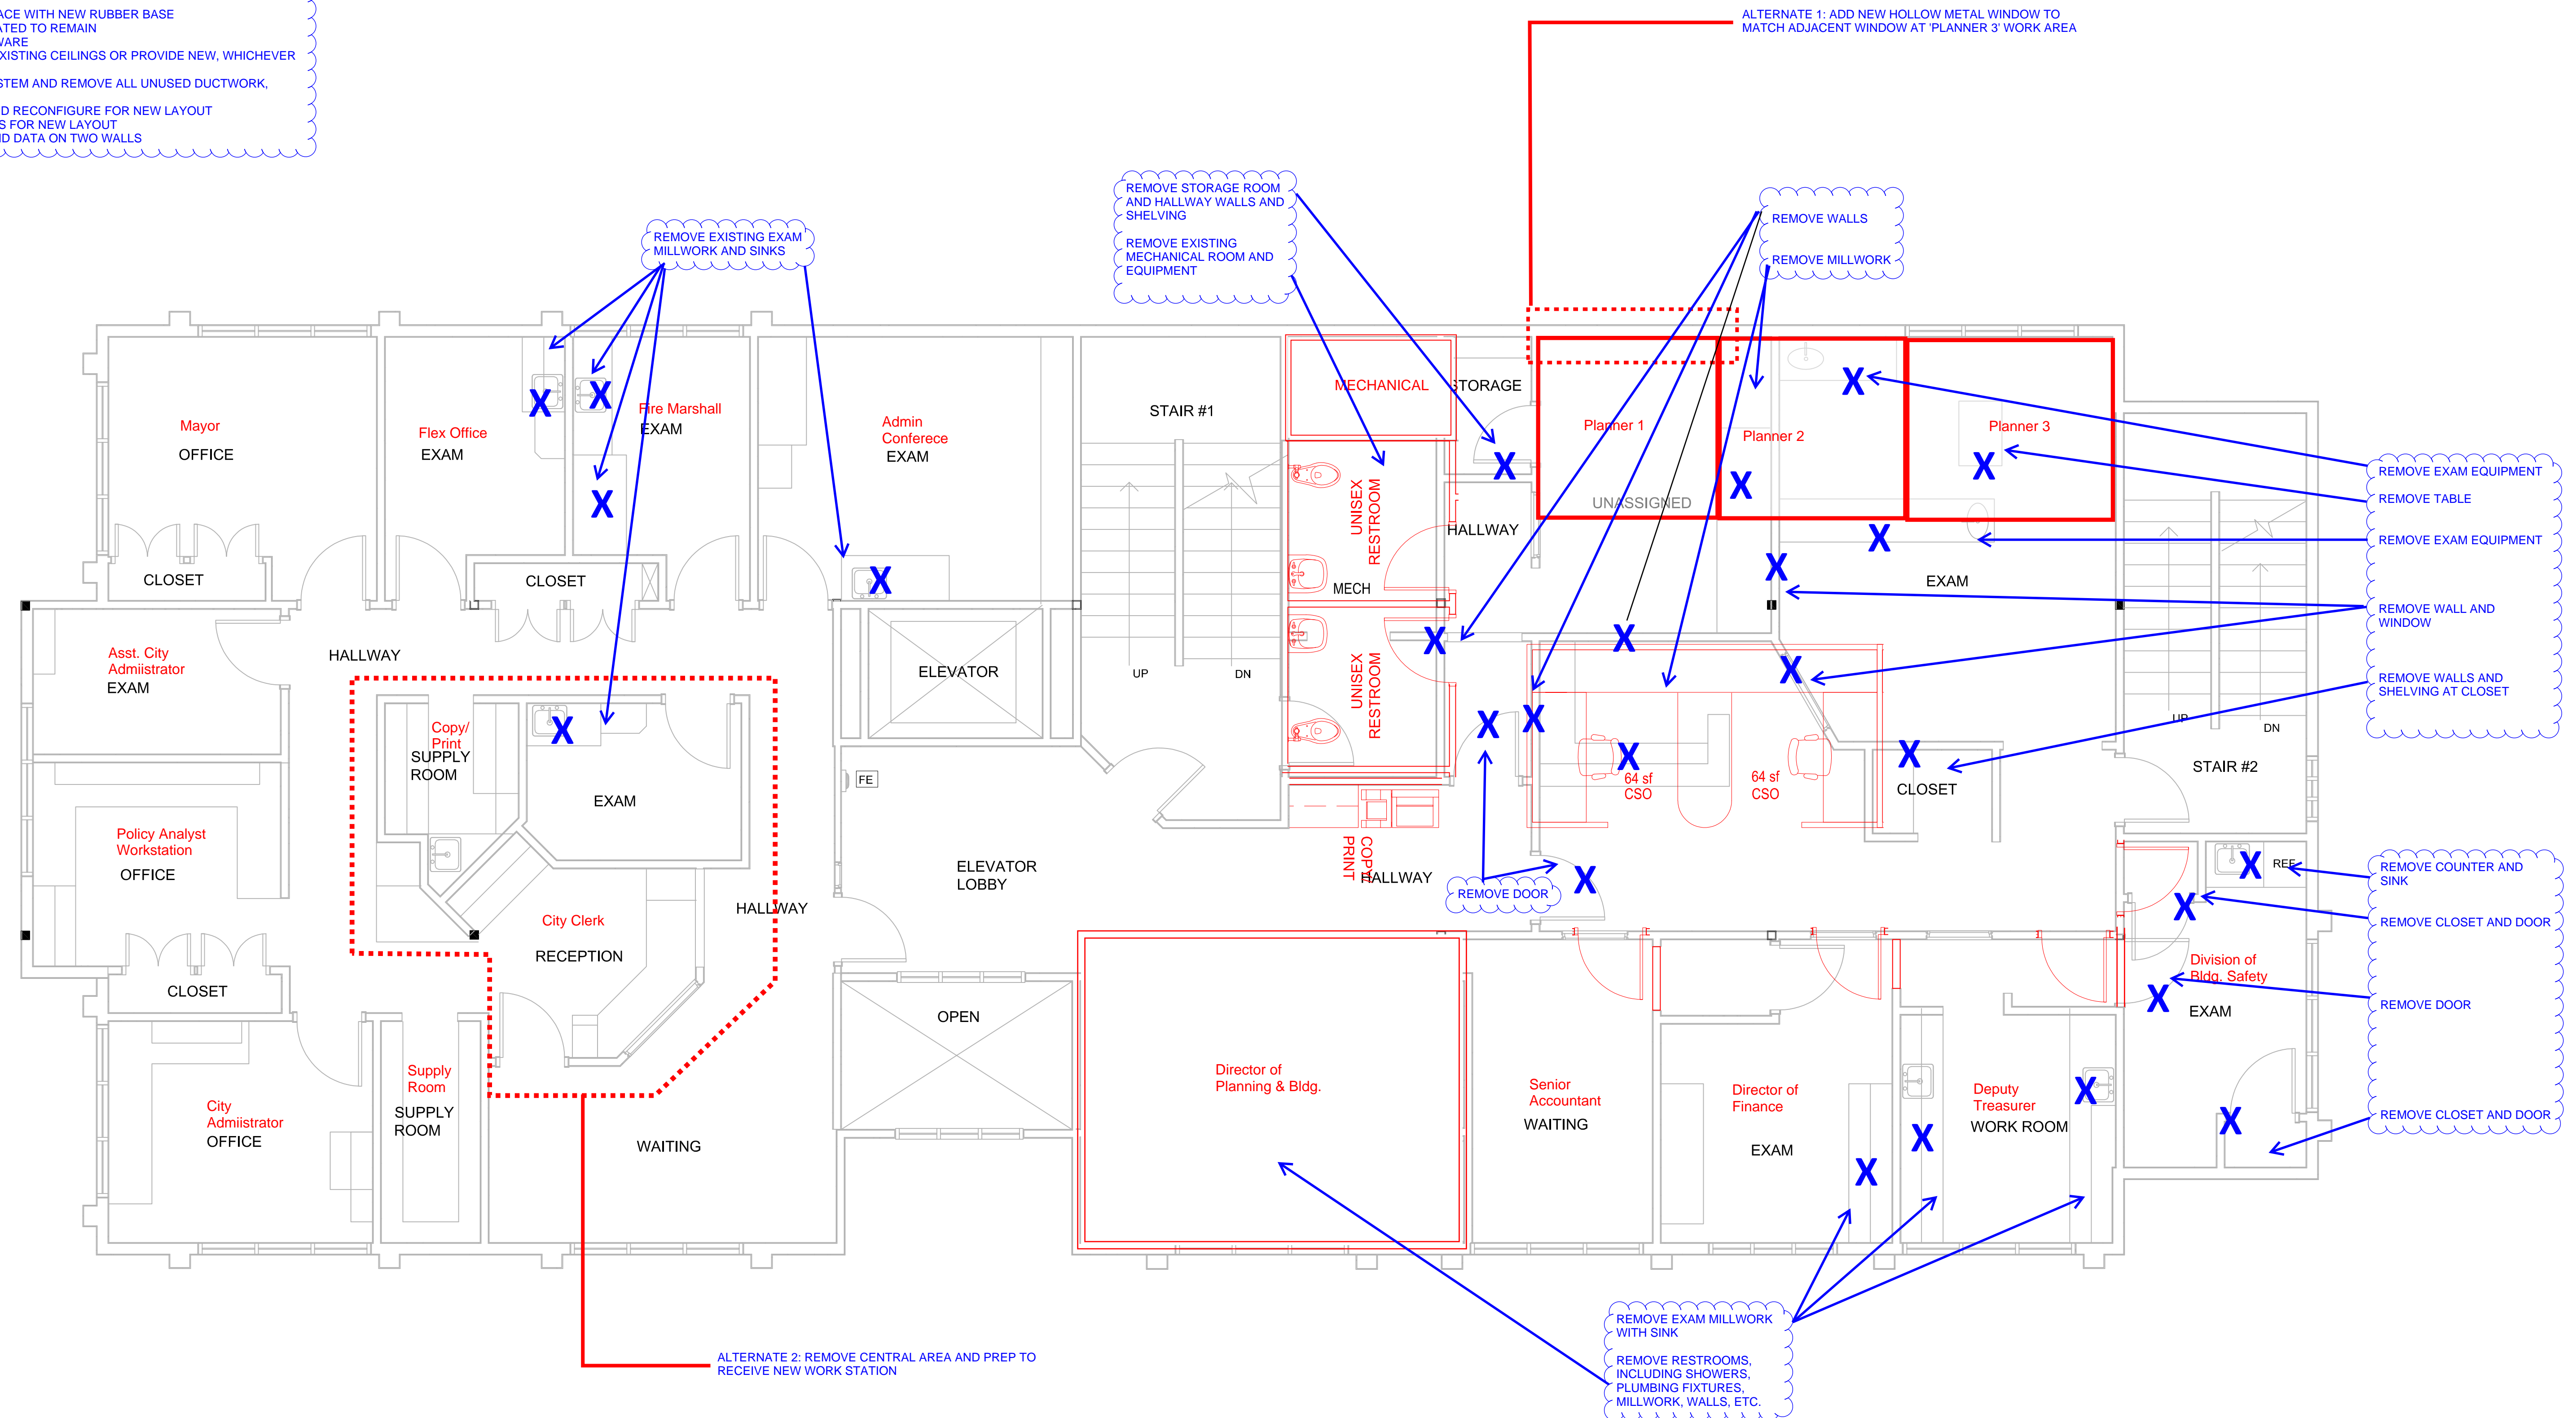 ACE WITH NEW RUBBER BASE
ATED TO REMAIN
WARE
EXISTING CEILINGS OR PROVIDE NEW, WHICHEVER
STEM AND REMOVE ALL UNUSED DUCTWORK,
D RECONFIGURE FOR NEW LAYOUT
S FOR NEW LAYOUT
ND DATA ON TWO WALLS
ALTERNATE 1: ADD NEW HOLLOW METAL WINDOW TO
MATCH ADJACENT WINDOW AT 'PLANNER 3' WORK AREA
REMOVE EXISTING EXAM
MILLWORK AND SINKS
REMOVE STORAGE ROOM
AND HALLWAY WALLS AND
SHELVING
REMOVE EXISTING
MECHANICAL ROOM AND
EQUIPMENT
REMOVE WALLS
REMOVE MILLWORK
Mayor
OFFICE
Flex Office
EXAM
Fire Marshall
EXAM
Admin
Conferece
EXAM
STAIR #1
UP
DN
MECHANICAL
STORAGE
Planner 1
UNASSIGNED
Planner 2
Planner 3
UNISEX
RESTROOM
HALLWAY
MECH
UNISEX
RESTROOM
EXAM
REMOVE EXAM EQUIPMENT
REMOVE TABLE
REMOVE EXAM EQUIPMENT
REMOVE WALL AND
WINDOW
REMOVE WALLS AND
SHELVING AT CLOSET
CLOSET
CLOSET
Asst. City
Admiistrator
EXAM
HALLWAY
ELEVATOR
Copy/
Print
SUPPLY
ROOM
EXAM
FE
64 sf
CSO
64 sf
CSO
CLOSET
UP
DN
STAIR #2
Policy Analyst
Workstation
OFFICE
ELEVATOR
LOBBY
COPY/
PRINT
HALLWAY
REMOVE DOOR
REF
REMOVE COUNTER AND
SINK
REMOVE CLOSET AND DOOR
REMOVE DOOR
REMOVE CLOSET AND DOOR
City Clerk
RECEPTION
HALLWAY
CLOSET
OPEN
Division of
Bldg. Safety
EXAM
City
Admiistrator
OFFICE
Supply
Room
SUPPLY
ROOM
WAITING
Director of
Planning & Bldg.
Senior
Accountant
WAITING
Director of
Finance
EXAM
Deputy
Treasurer
WORK ROOM
ALTERNATE 2: REMOVE CENTRAL AREA AND PREP TO
RECEIVE NEW WORK STATION
REMOVE EXAM MILLWORK
WITH SINK
REMOVE RESTROOMS,
INCLUDING SHOWERS,
PLUMBING FIXTURES,
MILLWORK, WALLS, ETC.